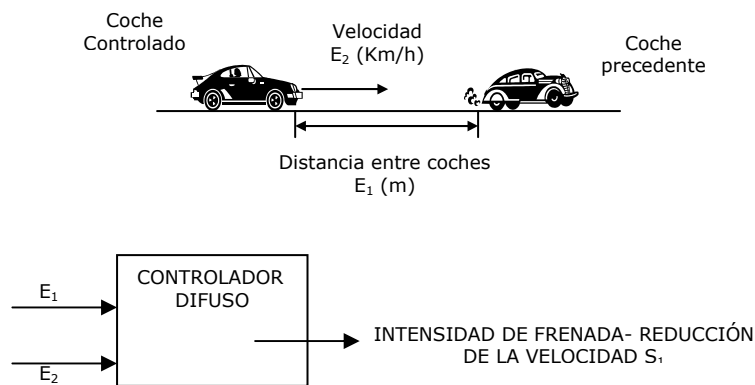 Coche
Controlado
Velocidad
E₂ (Km/h)
Coche
precedente
Distancia entre coches
E₁ (m)
CONTROLADOR
DIFUSO
E₁
E₂
INTENSIDAD DE FRENADA- REDUCCIÓN
DE LA VELOCIDAD S₁